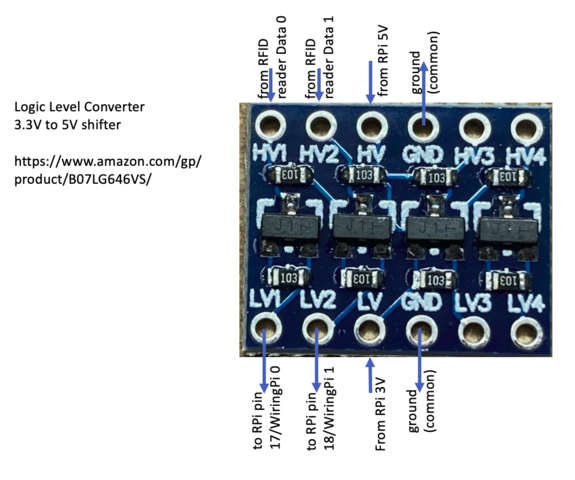 from RFID
reader Data 0
from RFID
reader Data 1
from RPi 5V
ground
(common)
Logic Level Converter
3.3V to 5V shifter
https://www.amazon.com/gp/
product/B07LG646VS/
HV1 HV2 HV GND HV3 HV4
103 103 103 103
J1 J1 J1 J1
103 103 103 103
LV1 LV2 LV GND LV3 LV4
to RPi pin
17/WiringPi 0
to RPi pin
18/WiringPi 1
From RPi 3V
ground
(common)